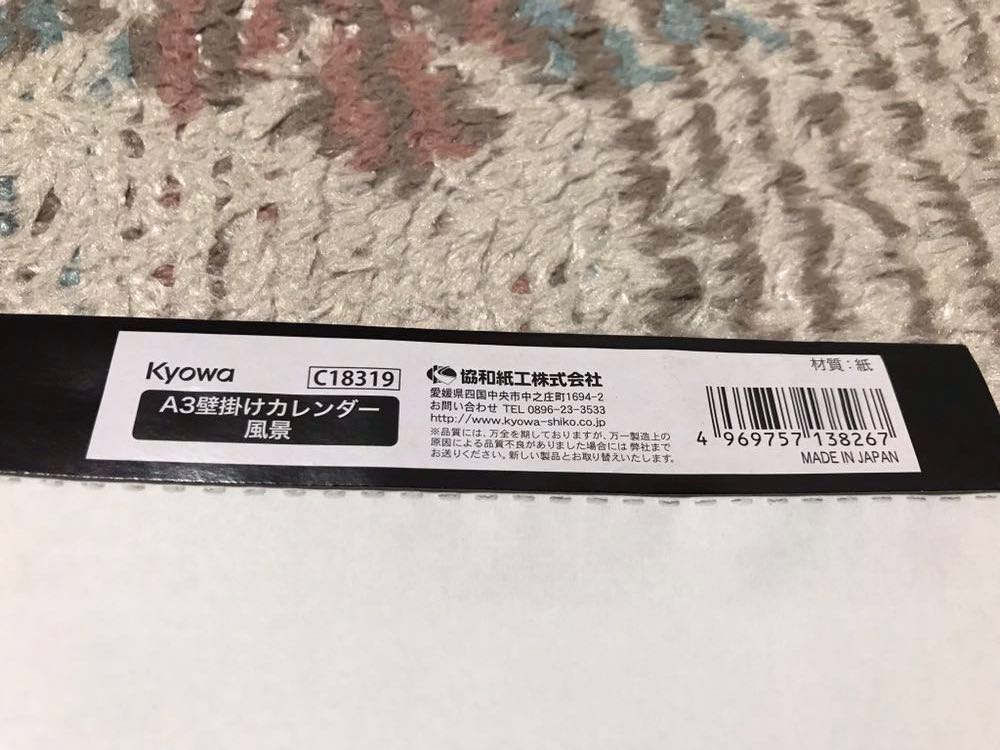 Kyowa
C18319
A3壁掛けカレンダー
風景
協和紙工株式会社
愛媛県四国中央市中之庄町1694-2
お問い合わせ TEL 0896-23-3533
http://www.kyowa-shiko.co.jp
※品質には、万全を期しておりますが、万一製造上の
原因による品質不良がありました場合には弊社まで
お送りください。新しい製品とお取り替えいたします。
材質：紙
4 969757 138267
MADE IN JAPAN